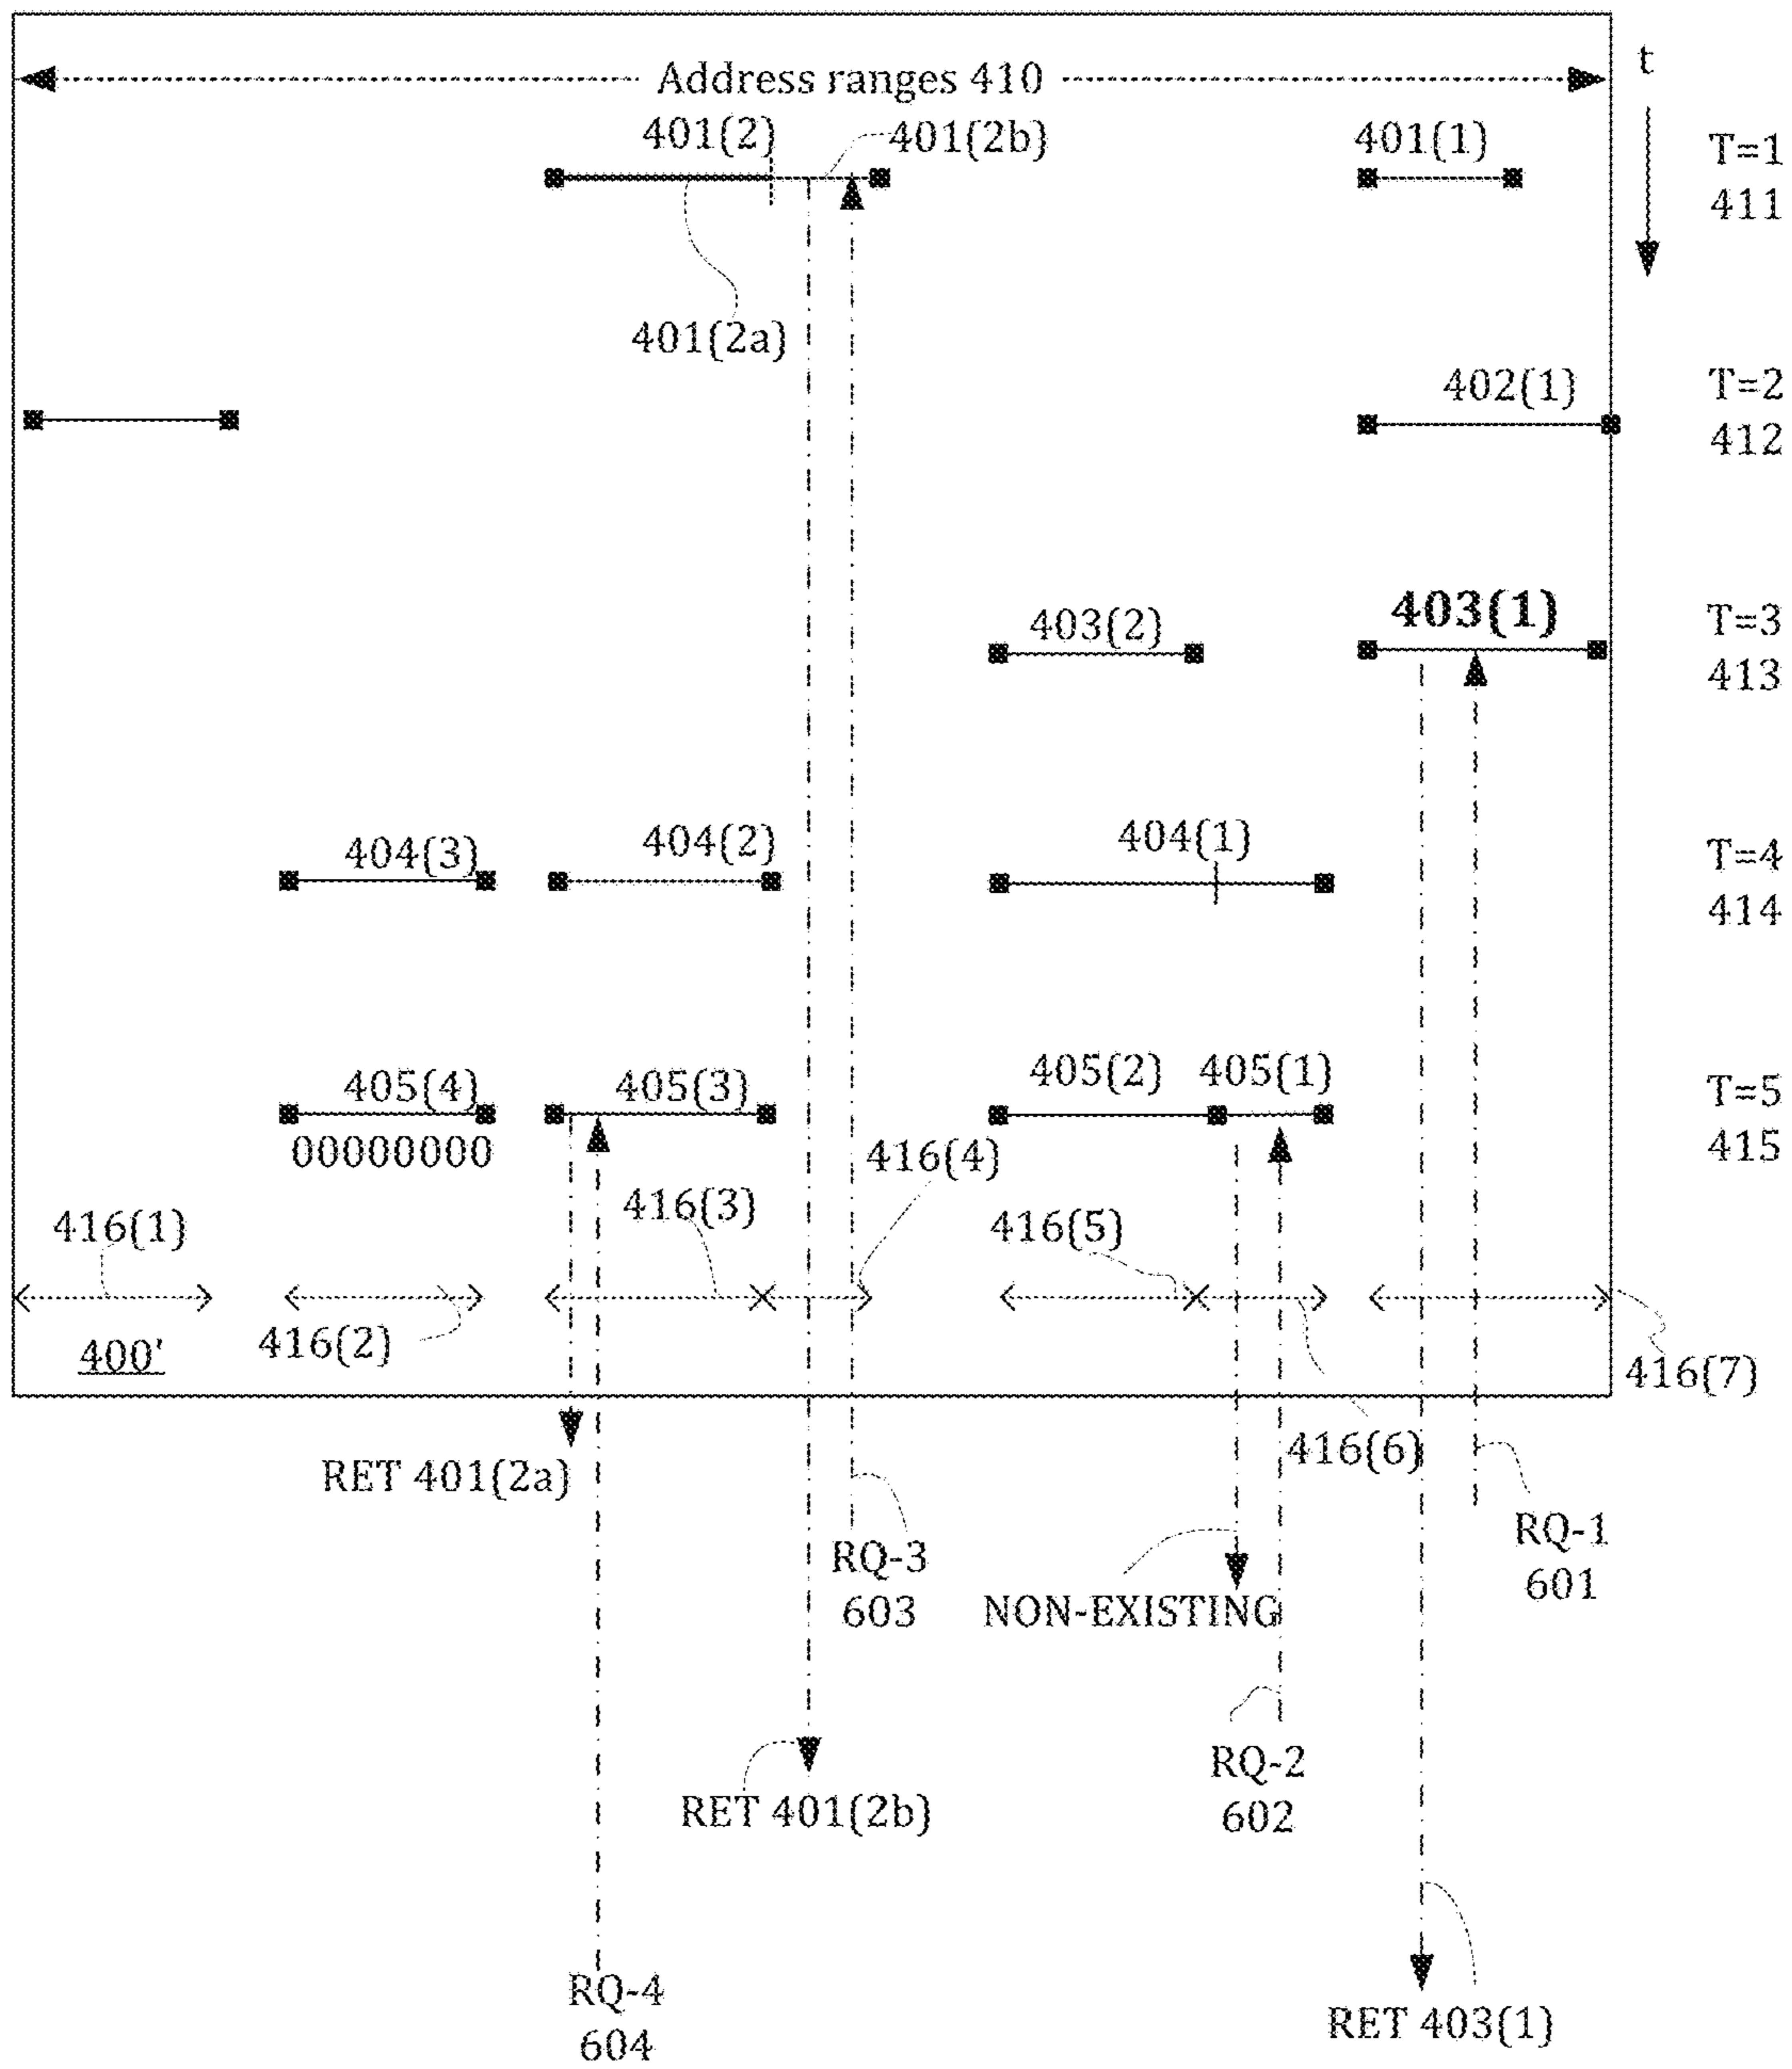 Address ranges 410
t
401(2)
401(2b)
401(1)
T=1
411
401(2a)
402(1)
T=2
412
403(2)
403(1)
T=3
413
404(3)
404(2)
404(1)
T=4
414
405(4)
405(3)
405(2)
405(1)
T=5
415
00000000
416(4)
416(1)
416(3)
416(5)
400'
416(2)
416(7)
416(6)
RET 401(2a)
RQ-3
603
RQ-1
601
NON-EXISTING
RQ-2
602
RET 401(2b)
RQ-4
604
RET 403(1)